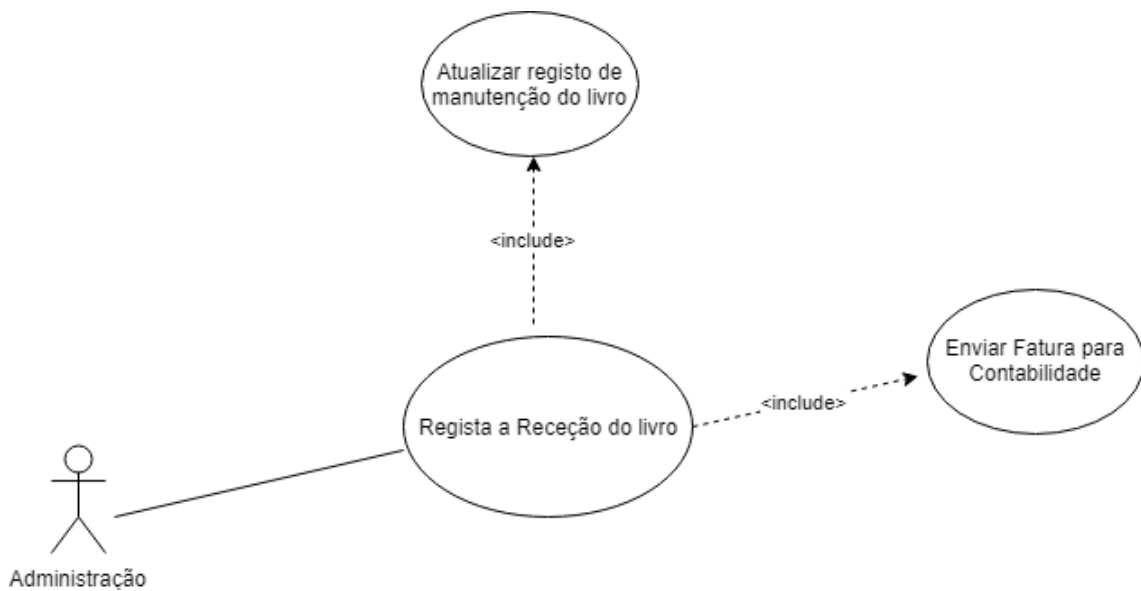 Atualizar registo de
manutenção do livro
<include>
Enviar Fatura para
Contabilidade
<include>
Regista a Receção do livro
Administração